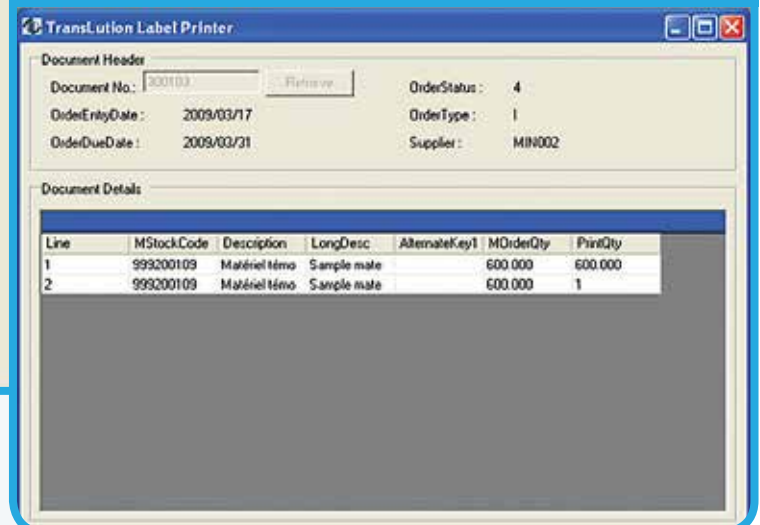 TransLution Label Printer
Document Header
Document No.: 300103 Retrieve OrderStatus : 4
OrderEntryDate : 2009/03/17 OrderType : I
OrderDueDate : 2009/03/31 Supplier : MIN002
Document Details
Line MStockCode Description LongDesc AlternateKey1 MOrderQty PrintQty
1 999200109 Matériel témo Sample mate 600.000 600.000
2 999200109 Matériel témo Sample mate 600.000 1